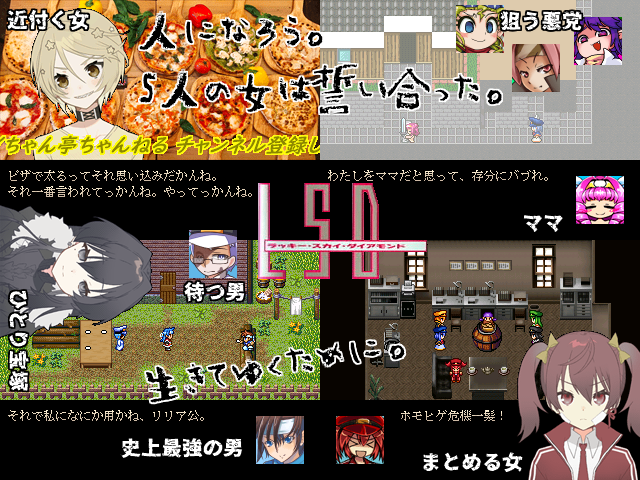 近付く女
人になろう。
狙う悪党
5人の女は誓い合った。
ちゃん亭ちゃんねる チャンネル登録し
ピザで太るってそれ思い込みだかんね。
それ一番言われてっかんね。やってっかんね。
わたしをママだと思って、存分にバブれ。
ママ
LSD
ラッキー・スカイ・ダイアモンド
待つ男
ひとり宝塚
生きてゆくために。
それで私になにか用かね、リリア公。
ホモヒゲ危機一髪！
史上最強の男
まとめる女